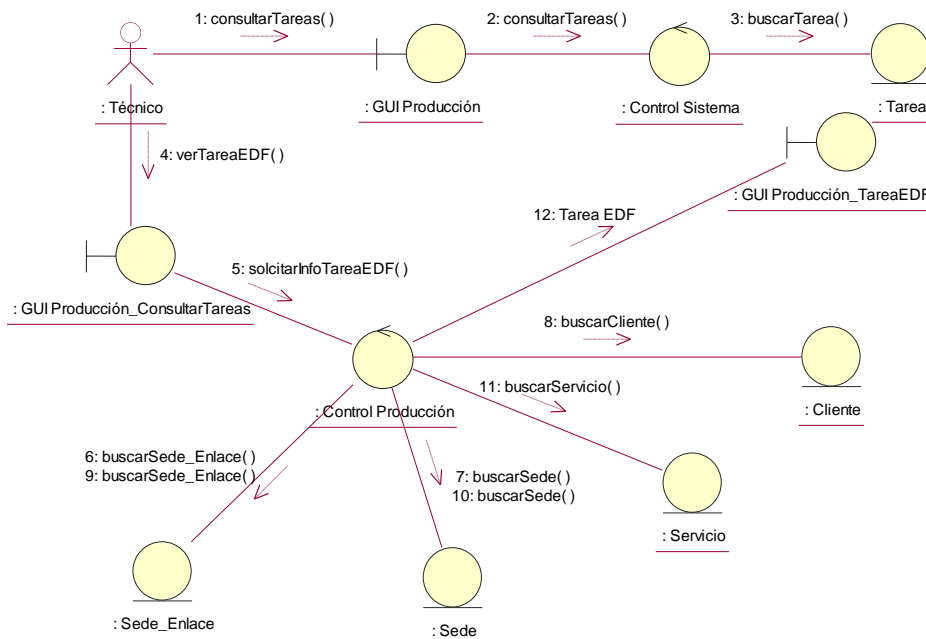 1: consultarTareas( )
2: consultarTareas( )
3: buscarTarea( )
: Técnico
: GUI Producción
: Control Sistema
: Tarea
4: verTareaEDF( )
: GUI Producción_TareaEDF
12: Tarea EDF
5: solcitarInfoTareaEDF( )
: GUI Producción_ConsultarTareas
8: buscarCliente( )
11: buscarServicio( )
: Control Producción
: Cliente
6: buscarSede_Enlace( )
9: buscarSede_Enlace( )
7: buscarSede( )
10: buscarSede( )
: Servicio
: Sede_Enlace
: Sede